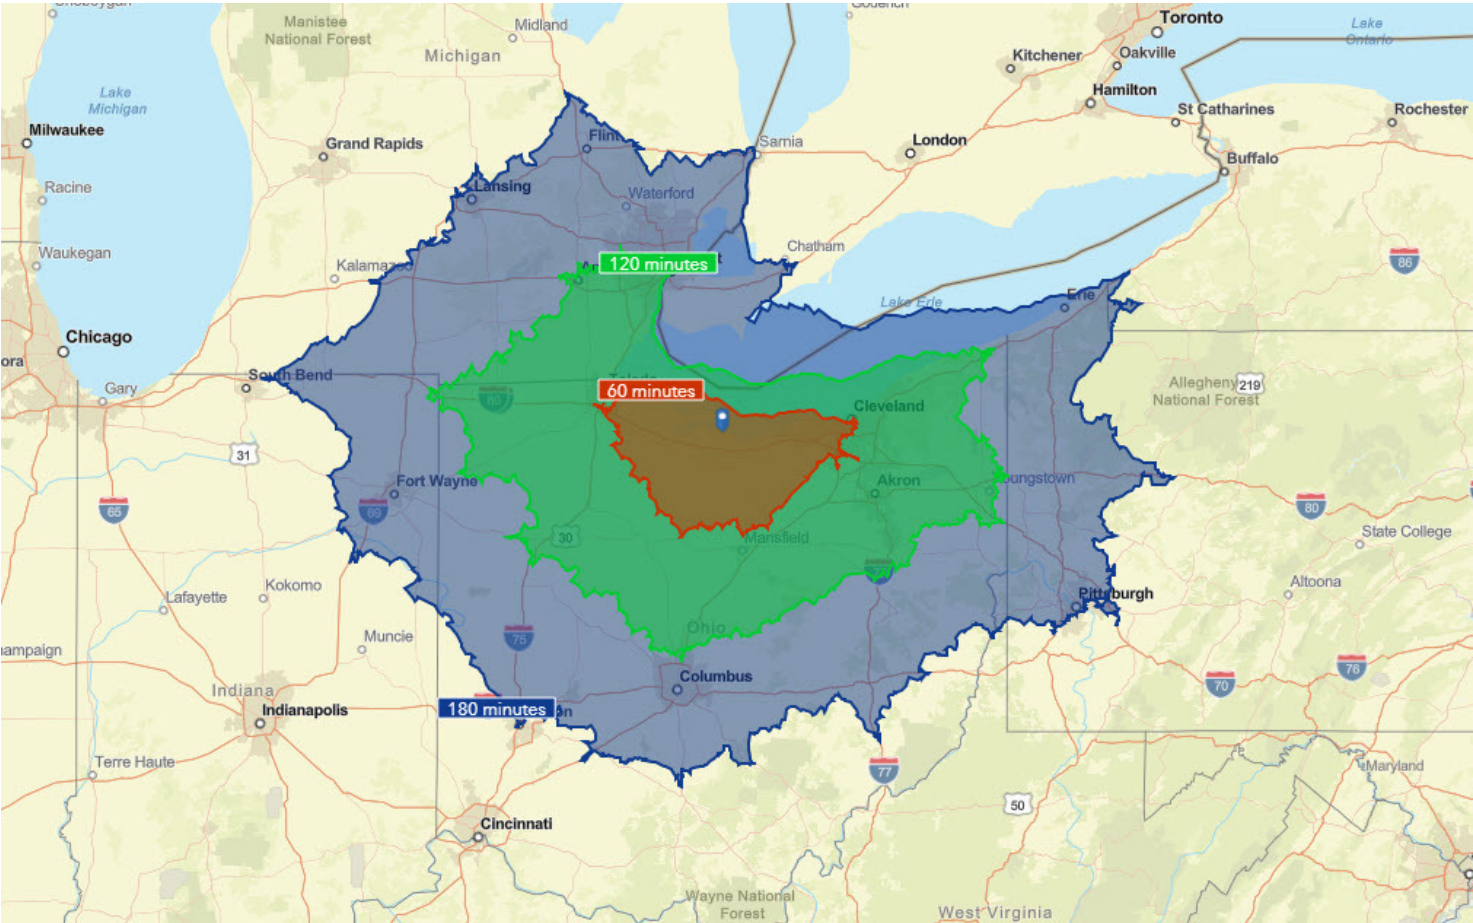 Manistee
National Forest
Midland
Michigan
Goderich
Toronto
Lake
Ontario
Oakville
Kitchener
Hamilton
Lake
Michigan
St Catharines
Rochester
Milwaukee
Grand Rapids
Flint
Sarnia
London
Buffalo
Racine
Lansing
Waterford
Waukegan
Kalamazoo
Chatham
120 minutes
86
Lake Erie
Erie
Chicago
South Bend
Gary
Toledo
60 minutes
80
Cleveland
Allegheny
National Forest
219
31
Fort Wayne
Akron
Youngstown
65
69
30
Mansfield
80
State College
Kokomo
Lafayette
Altoona
Pittsburgh
Muncie
75
Ohio
Columbus
76
70
Indiana
Indianapolis
180 minutes
Terre Haute
77
Maryland
50
Cincinnati
Wayne National
Forest
West Virginia